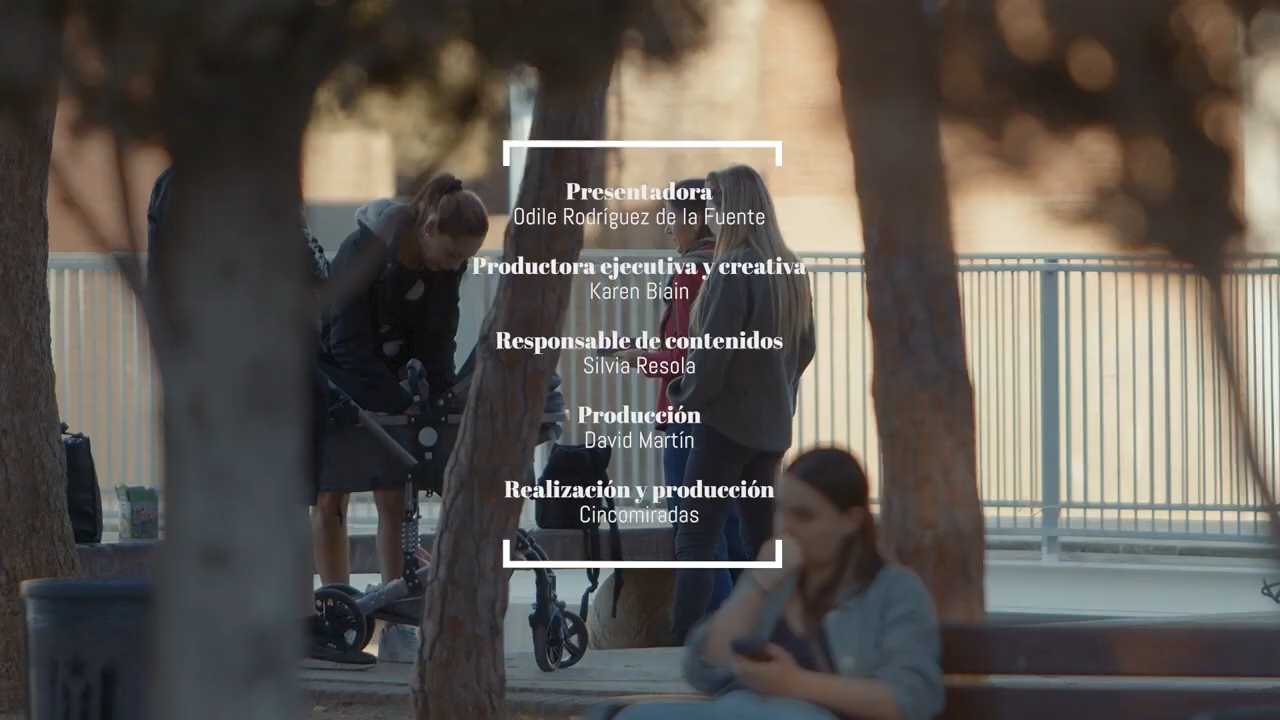 Presentadora
Odile Rodríguez de la Fuente
Productora ejecutiva y creativa
Karen Biain
Responsable de contenidos
Silvia Resola
Producción
David Martín
Realización y producción
Cincomiradas